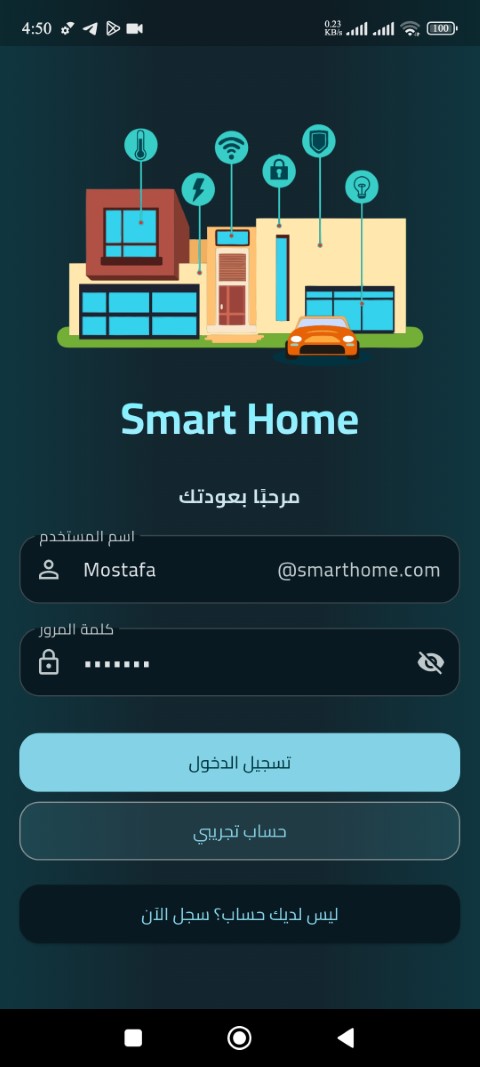 4:50
0.23
KB/s
100
Smart Home
مرحبًا بعودتك
اسم المستخدم
Mostafa @smarthome.com
كلمة المرور
تسجيل الدخول
حساب تجريبي
ليس لديك حساب؟ سجل الآن